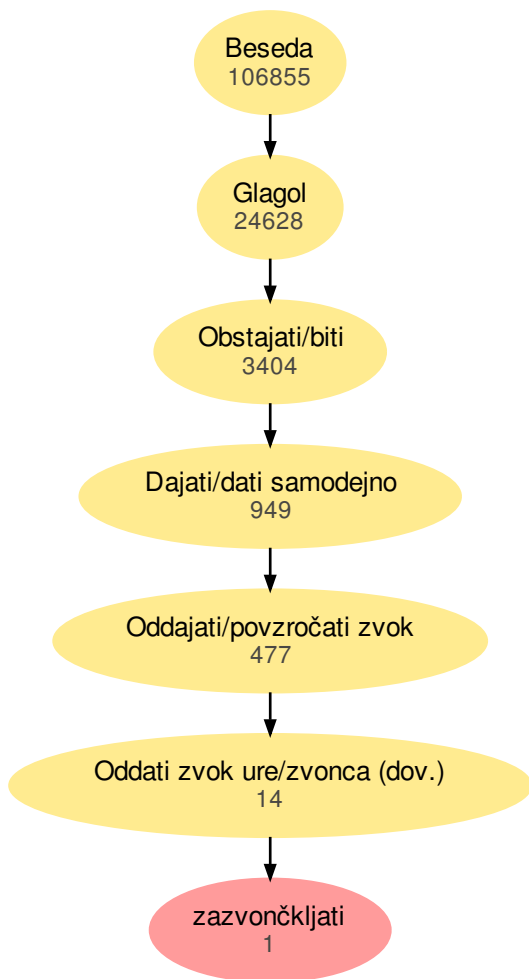 Beseda
106855
Glagol
24628
Obstajati/biti
3404
Dajati/dati samodejno
949
Oddajati/povzročati zvok
477
Oddati zvok ure/zvonca (dov.)
14
zazvončkljati
1